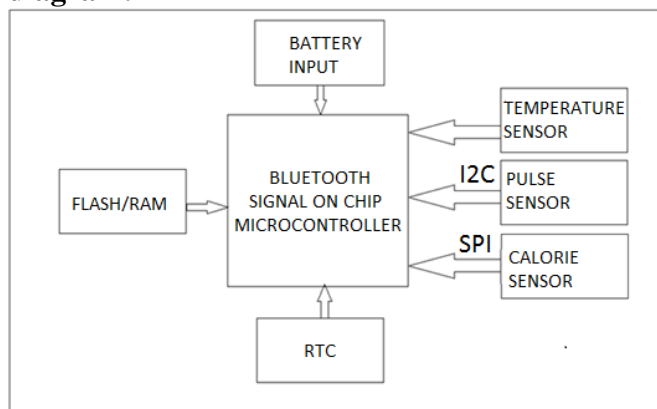 BATTERY
INPUT
TEMPERATURE
SENSOR
I2C
PULSE
SENSOR
SPI
CALORIE
SENSOR
FLASH/RAM
BLUETOOTH
SIGNAL ON CHIP
MICROCONTROLLER
RTC